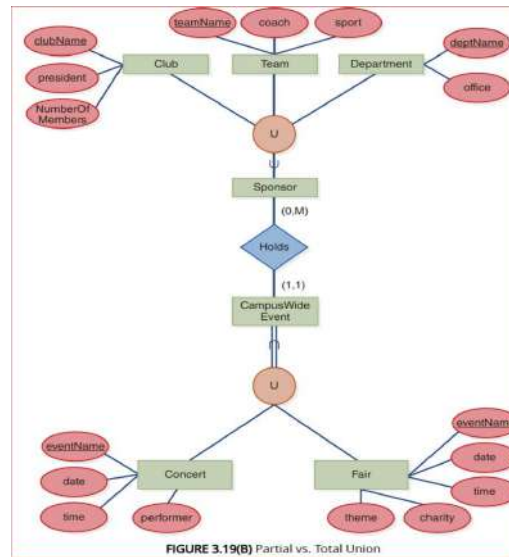 teamName
coach
sport
clubName
Club
Team
Department
deptName
president
office
NumberOf
Members
U
Sponsor
(0,M)
Holds
(1,1)
CampusWide
Event
U
eventName
eventName
date
date
Concert
Fair
time
time
performer
theme
charity
FIGURE 3.19(B) Partial vs. Total Union